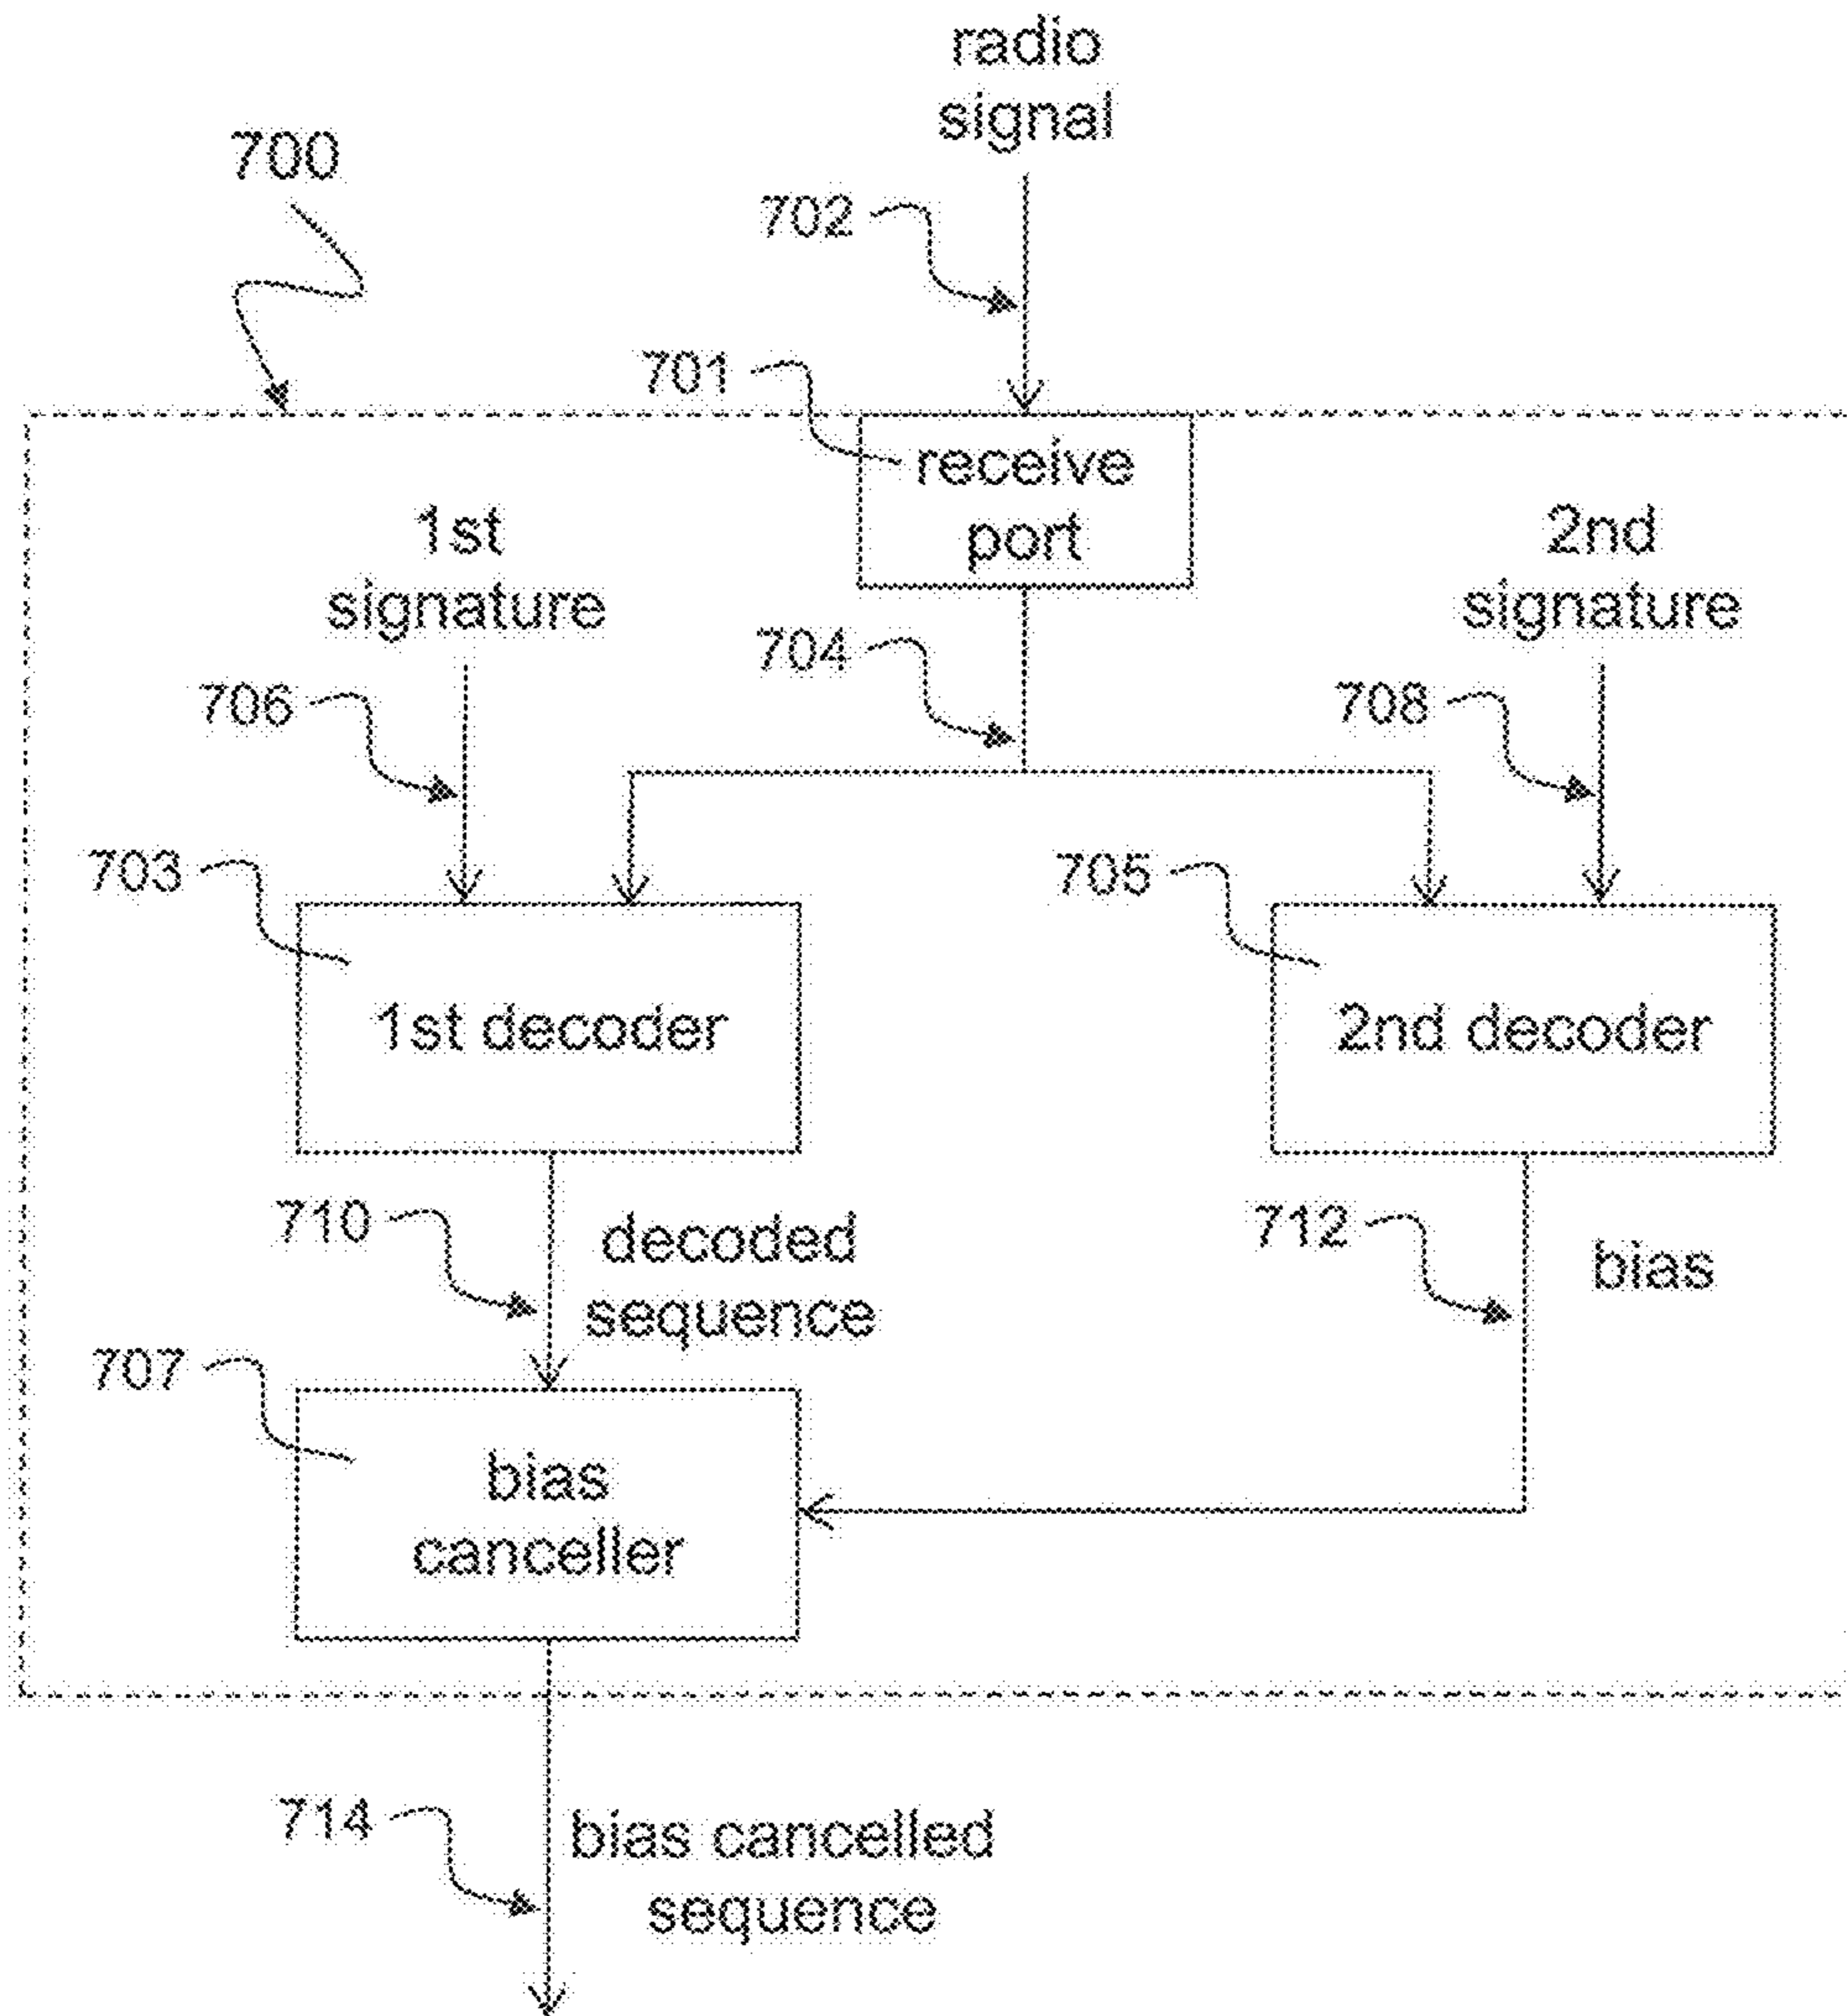 radio
signal
700
702
701
receive
port
1st
signature
2nd
signature
704
706
708
703
705
1st decoder
2nd decoder
710
decoded
sequence
712
bias
707
bias
canceller
714
bias cancelled
sequence